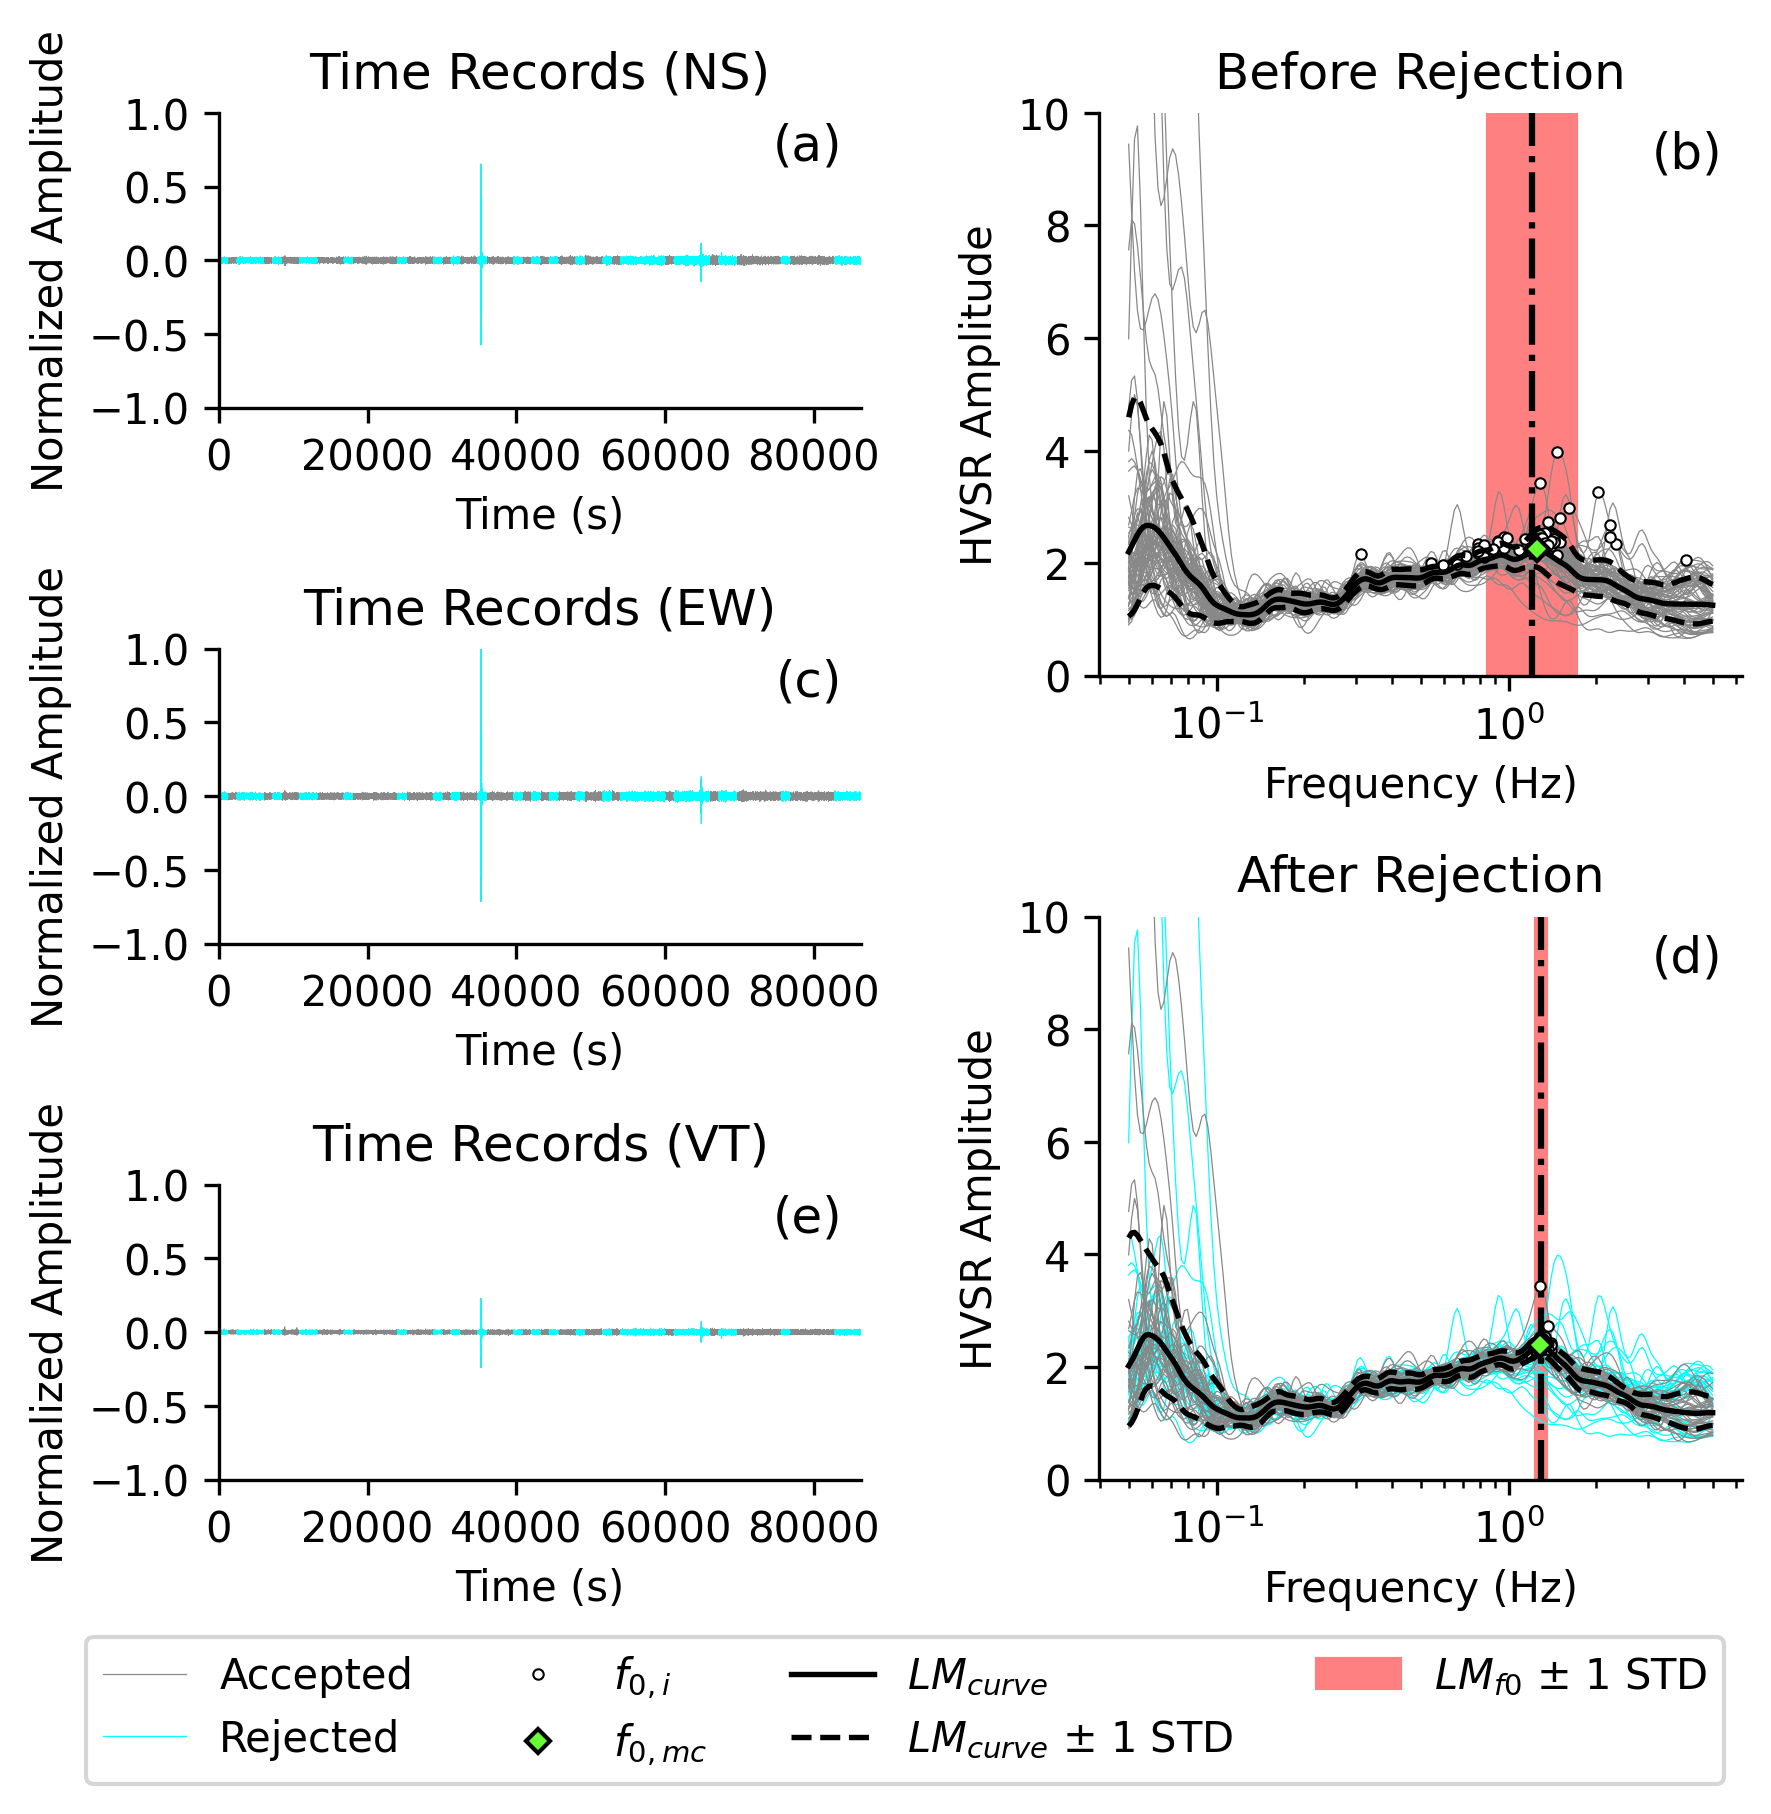 Time Records (NS)
(a)
Normalized Amplitude
1.0
0.5
0.0
−0.5
−1.0
0 20000 40000 60000 80000
Time (s)
Before Rejection
(b)
HVSR Amplitude
10
8
6
4
2
0
10⁻¹ 10⁰
Frequency (Hz)
Time Records (EW)
(c)
Normalized Amplitude
1.0
0.5
0.0
−0.5
−1.0
0 20000 40000 60000 80000
Time (s)
After Rejection
(d)
HVSR Amplitude
10
8
6
4
2
0
10⁻¹ 10⁰
Frequency (Hz)
Time Records (VT)
(e)
Normalized Amplitude
1.0
0.5
0.0
−0.5
−1.0
0 20000 40000 60000 80000
Time (s)
Accepted
Rejected
f0,i
f0,mc
LMcurve
LMcurve ± 1 STD
LMf0 ± 1 STD